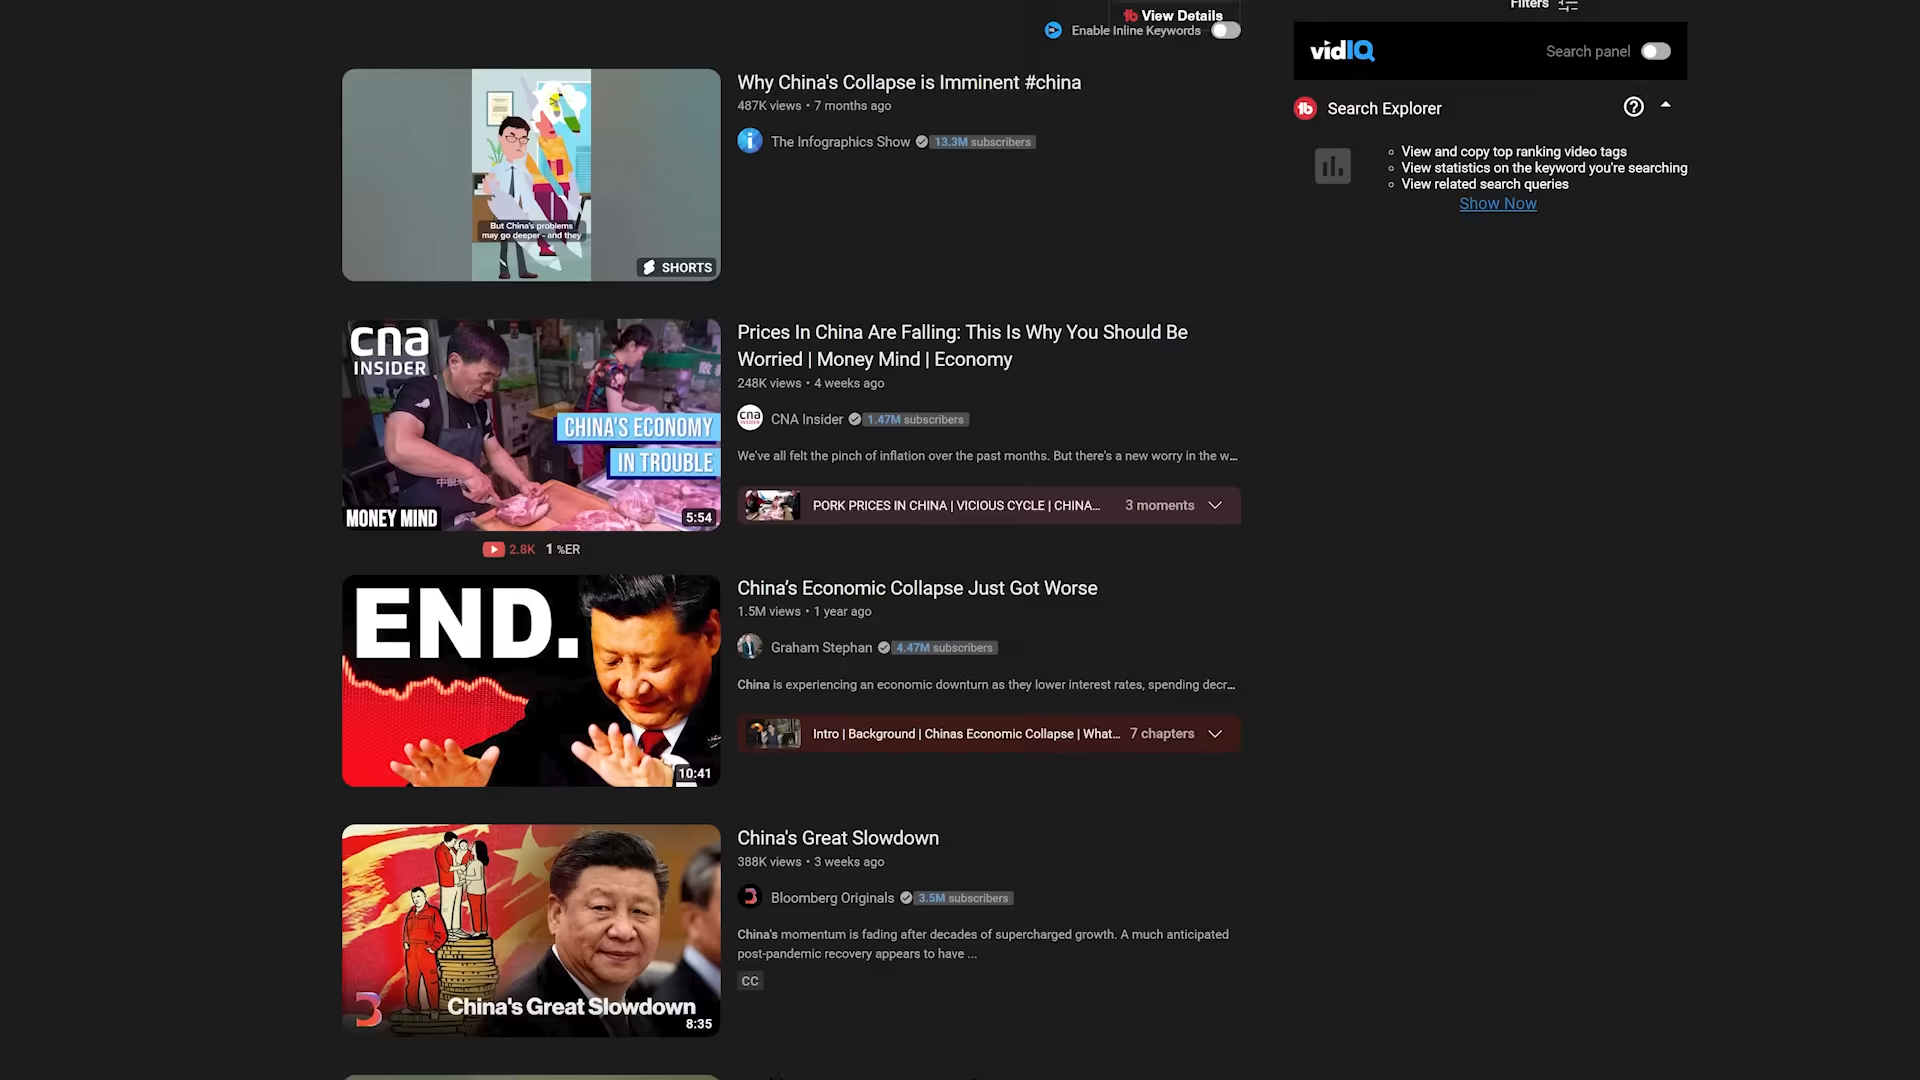 Filters
View Details
Enable Inline Keywords
vidIQ
Search panel
Search Explorer
View and copy top ranking video tags
View statistics on the keyword you're searching
View related search queries
Show Now
But China's problems
may go deeper - and they
SHORTS
Why China's Collapse is Imminent #china
487K views • 7 months ago
The Infographics Show 13.3M subscribers
cna
INSIDER
CHINA'S ECONOMY
IN TROUBLE
MONEY MIND
5:54
2.8K 1 %ER
Prices In China Are Falling: This Is Why You Should Be
Worried | Money Mind | Economy
248K views • 4 weeks ago
CNA Insider 1.47M subscribers
We've all felt the pinch of inflation over the past months. But there's a new worry in the w...
PORK PRICES IN CHINA | VICIOUS CYCLE | CHINA... 3 moments
END.
10:41
China’s Economic Collapse Just Got Worse
1.5M views • 1 year ago
Graham Stephan 4.47M subscribers
China is experiencing an economic downturn as they lower interest rates, spending decr...
Intro | Background | Chinas Economic Collapse | What... 7 chapters
China's Great Slowdown
8:35
China's Great Slowdown
388K views • 3 weeks ago
Bloomberg Originals 3.5M subscribers
China's momentum is fading after decades of supercharged growth. A much anticipated
post-pandemic recovery appears to have ...
CC